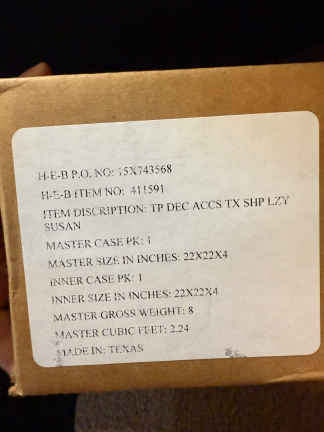 H-E-B P.O. NO: 15X743568
H-E-B ITEM NO: 411591
ITEM DISCRIPTION: TP DEC ACCS TX SHP LZY
SUSAN
MASTER CASE PK: 1
MASTER SIZE IN INCHES: 22X22X4
INNER CASE PK: 1
INNER SIZE IN INCHES: 22X22X4
MASTER GROSS WEIGHT: 8
MASTER CUBIC FEET: 2.24
MADE IN: TEXAS